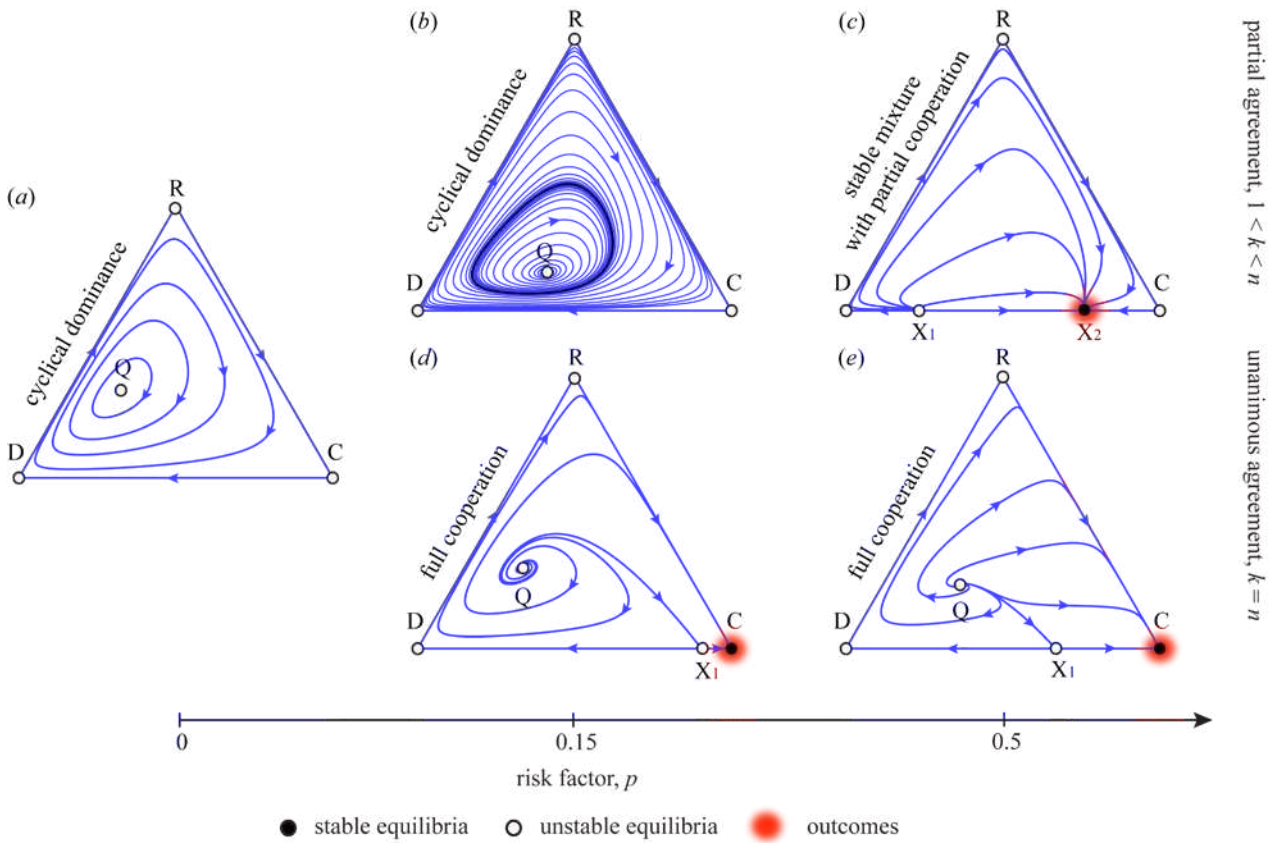 (a)
R
cyclical dominance
Q
D
C
(b)
R
cyclical dominance
Q
D
C
(c)
R
stable mixture
with partial cooperation
D
C
X1
X2
partial agreement, 1 < k < n
(d)
R
full cooperation
Q
D
C
X1
(e)
R
full cooperation
Q
D
C
X1
unanimous agreement, k = n
0
0.15
0.5
risk factor, p
stable equilibria
unstable equilibria
outcomes